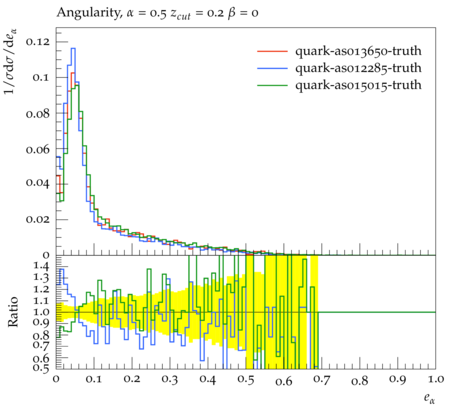 Angularity, α = 0.5 z_cut = 0.2 β = 0
1/σdσ/de_α
0.12
0.1
0.08
0.06
0.04
0.02
0
quark-as013650-truth
quark-as012285-truth
quark-as015015-truth
Ratio
1.4
1.3
1.2
1.1
1.0
0.9
0.8
0.7
0.6
0.5
0 0.1 0.2 0.3 0.4 0.5 0.6 0.7 0.8 0.9 1.0
e_α